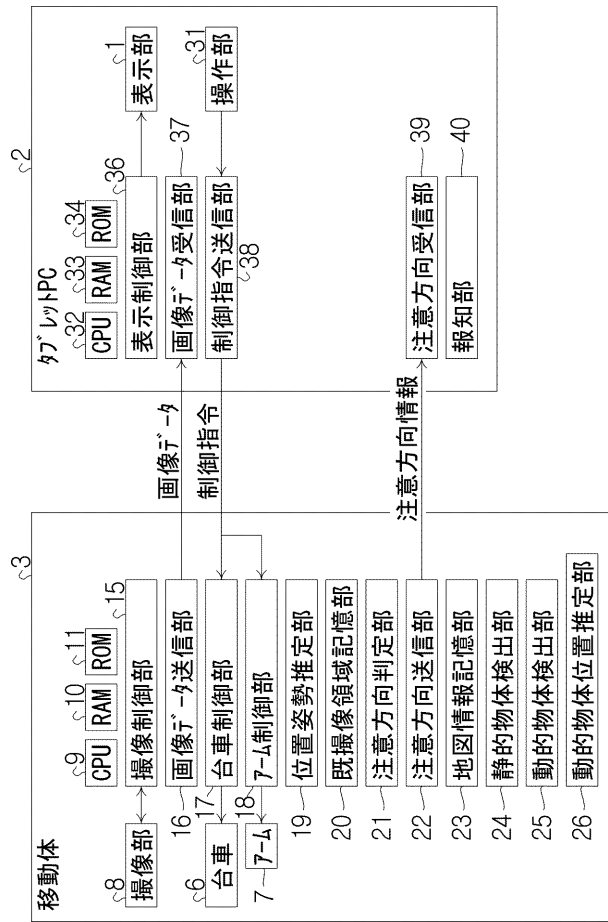 3
移動体
9 10 11
CPU RAM ROM
8
撮像部
撮像制御部
15
画像データ送信部
16
6
台車
17
台車制御部
7
アーム
18
アーム制御部
位置姿勢推定部
19
既撮像領域記憶部
20
注意方向判定部
21
注意方向送信部
22
地図情報記憶部
23
静的物体検出部
24
動的物体検出部
25
動的物体位置推定部
26
画像データ
制御指令
注意方向情報
2
タブレットPC
32 33 34
CPU RAM ROM
36
表示制御部
1
表示部
画像データ受信部
37
制御指令送信部
38
31
操作部
注意方向受信部
39
報知部
40